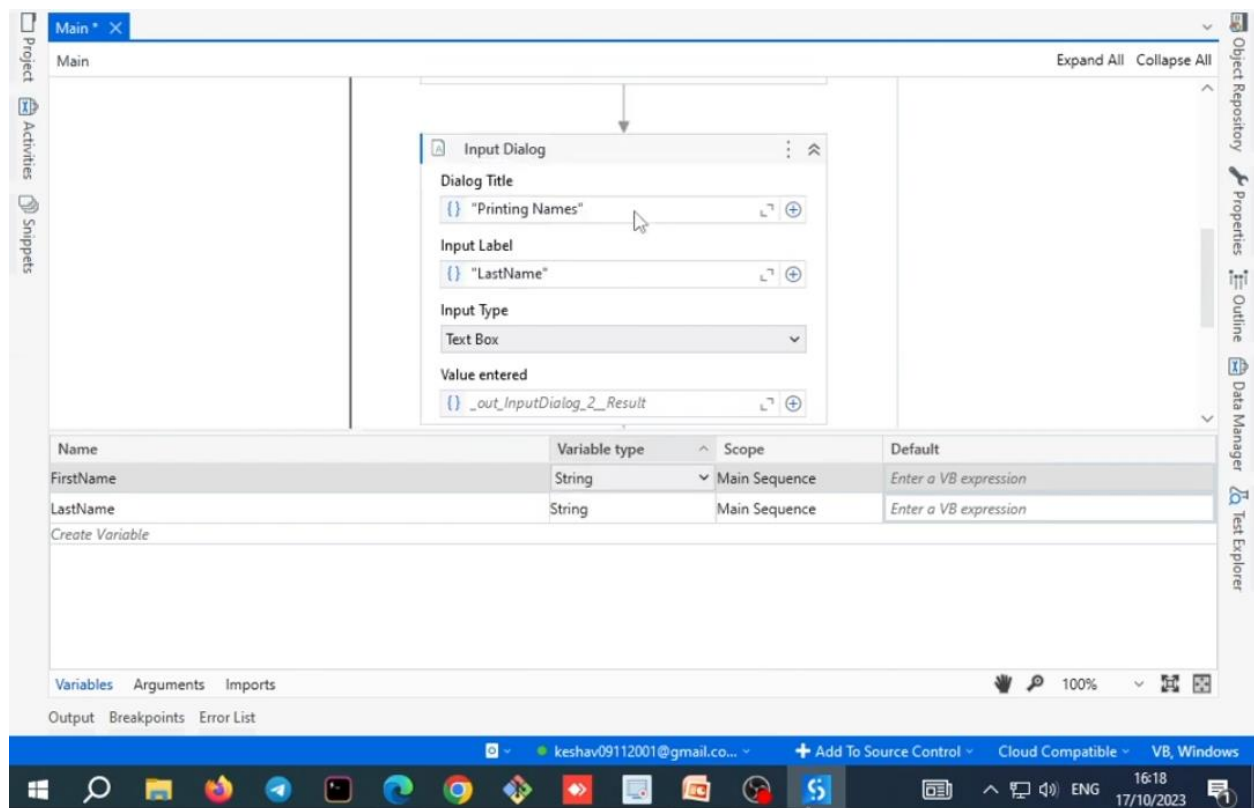 Main *
Main
Expand All Collapse All
Project
Activities
Snippets
Input Dialog
Dialog Title
{} "Printing Names"
Input Label
{} "LastName"
Input Type
Text Box
Value entered
{} _out_InputDialog_2__Result
Object Repository
Properties
Outline
Data Manager
Test Explorer
Name Variable type Scope Default
FirstName String Main Sequence Enter a VB expression
LastName String Main Sequence Enter a VB expression
Create Variable
Variables Arguments Imports
100%
Output Breakpoints Error List
keshav09112001@gmail.co... Add To Source Control Cloud Compatible VB, Windows
ENG
16:18
17/10/2023
1